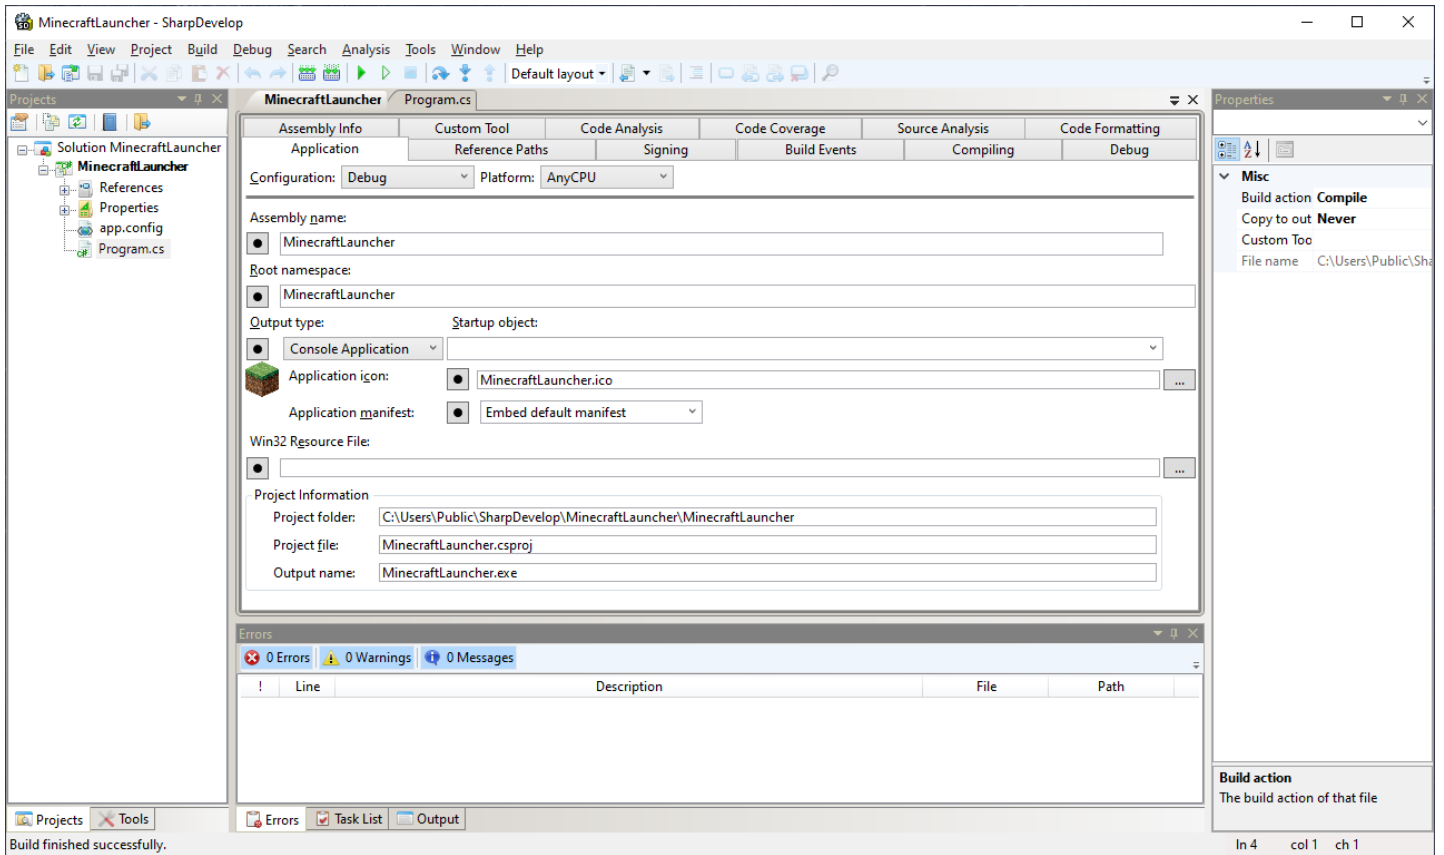 MinecraftLauncher - SharpDevelop
File Edit View Project Build Debug Search Analysis Tools Window Help
Default layout
Projects
Solution MinecraftLauncher
MinecraftLauncher
References
Properties
app.config
Program.cs
Projects Tools
MinecraftLauncher Program.cs
Assembly Info Custom Tool Code Analysis Code Coverage Source Analysis Code Formatting
Application Reference Paths Signing Build Events Compiling Debug
Configuration: Debug Platform: AnyCPU
Assembly name:
MinecraftLauncher
Root namespace:
MinecraftLauncher
Output type: Startup object:
Console Application
Application icon: MinecraftLauncher.ico ...
Application manifest: Embed default manifest
Win32 Resource File:
...
Project Information
Project folder: C:\Users\Public\SharpDevelop\MinecraftLauncher\MinecraftLauncher
Project file: MinecraftLauncher.csproj
Output name: MinecraftLauncher.exe
Errors
0 Errors 0 Warnings 0 Messages
! Line Description File Path
Errors Task List Output
Properties
Misc
Build action Compile
Copy to out Never
Custom Too
File name C:\Users\Public\Sha
Build action
The build action of that file
Build finished successfully. ln 4 col 1 ch 1